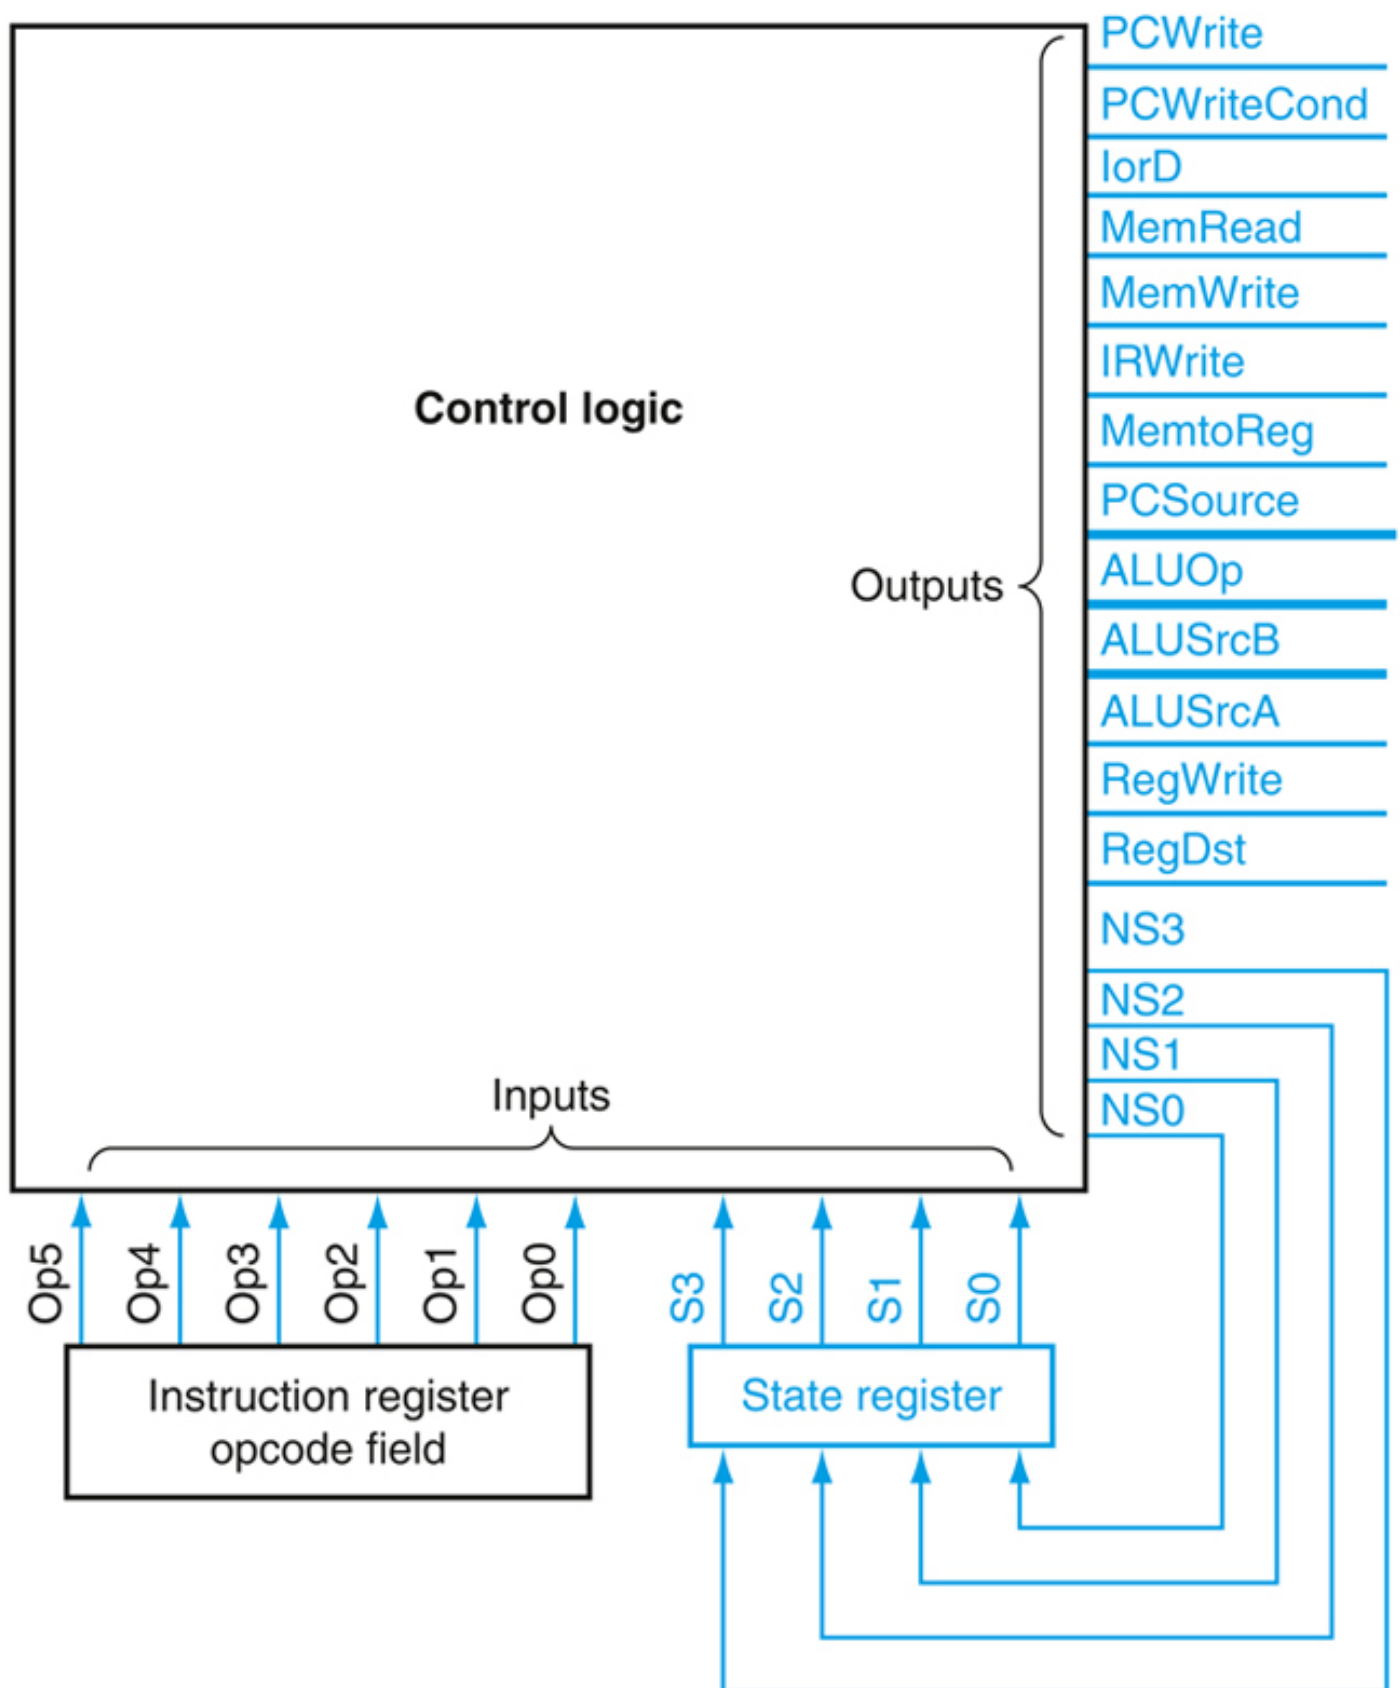 PCWrite
PCWriteCond
IorD
MemRead
MemWrite
IRWrite
MemtoReg
PCSource
ALUOp
ALUSrcB
ALUSrcA
RegWrite
RegDst
NS3
NS2
NS1
NS0
Control logic
Outputs
Inputs
Op5
Op4
Op3
Op2
Op1
Op0
S3
S2
S1
S0
Instruction register
opcode field
State register